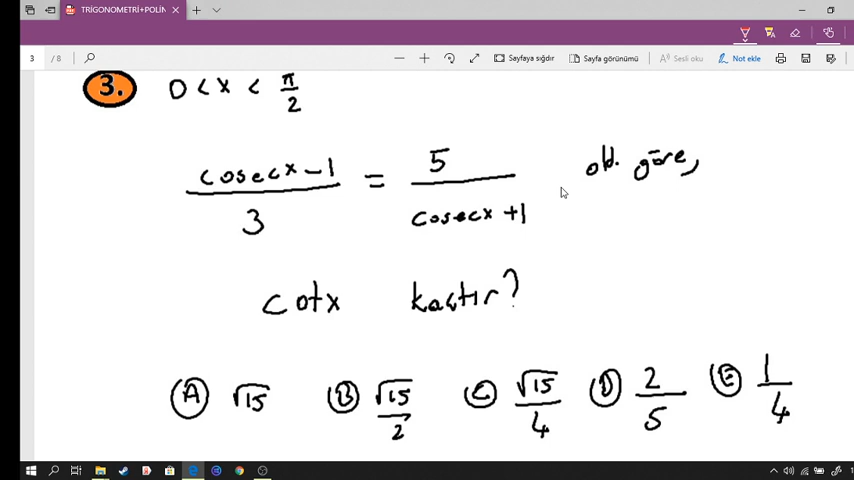 TRİGONOMETRİ+POLİN
3 /8
Sayfaya sığdır
Sayfa görünümü
Sesli oku
Not ekle
3. 0 < x < π/2
(cosecx - 1)/3 = 5/(cosecx + 1) old. göre,
cotx kaçtır?
A √15 B √15/2 C √15/4 D 2/5 E 1/4